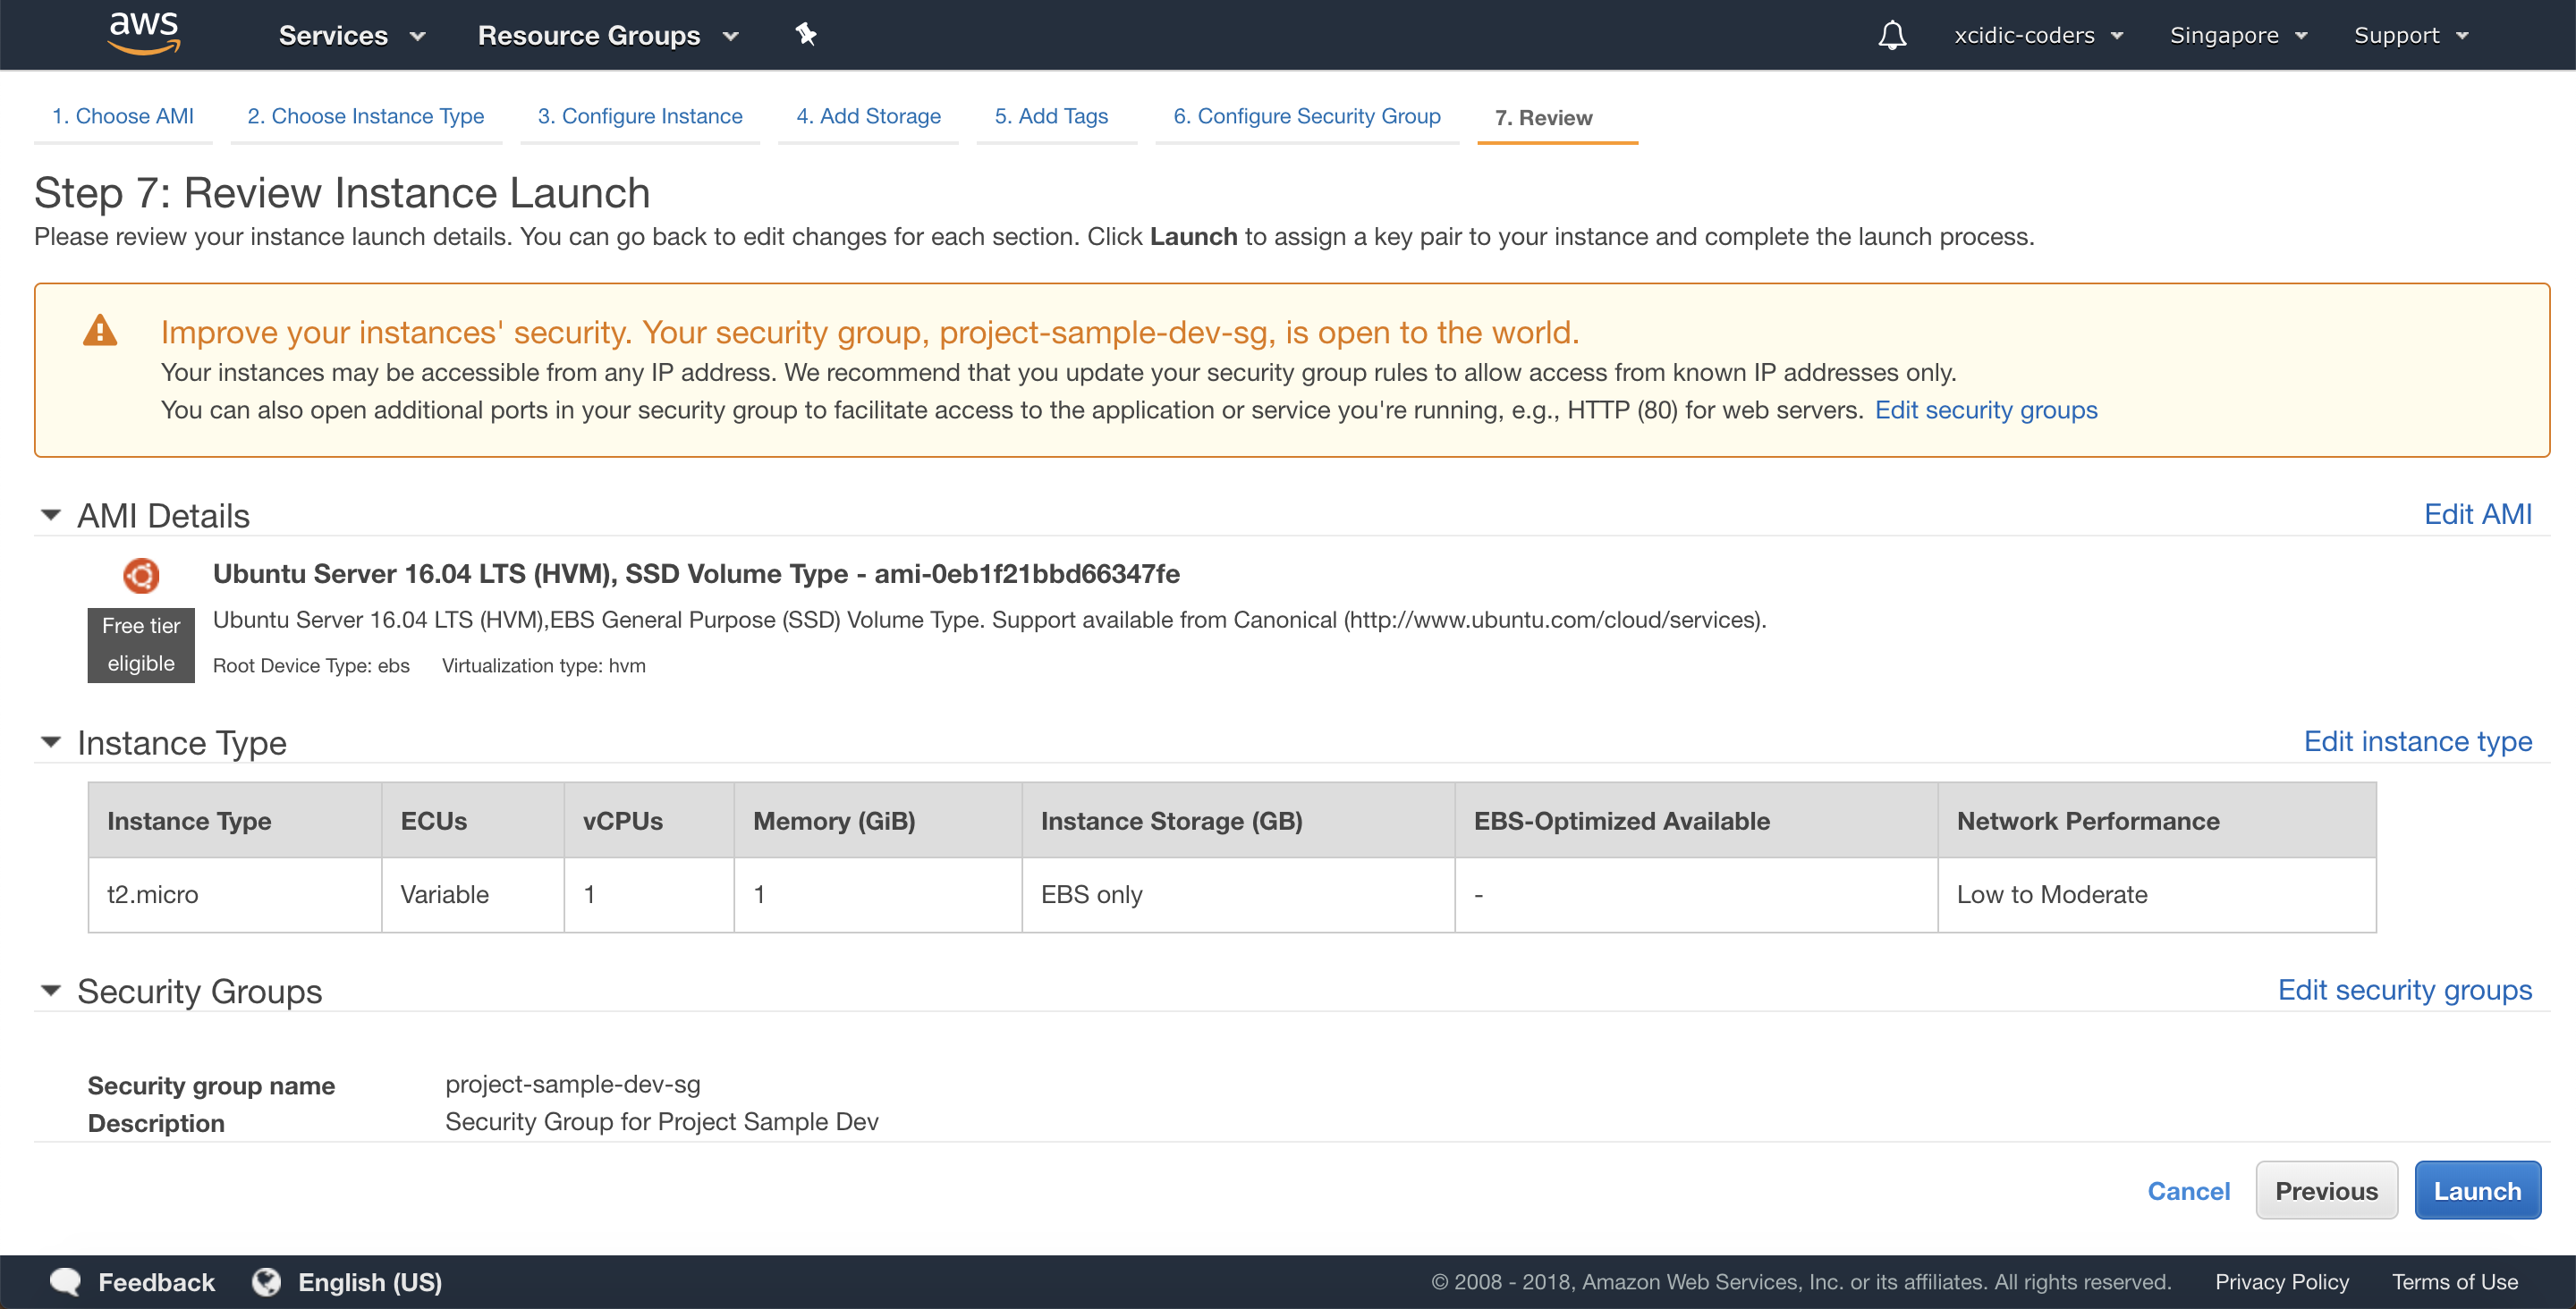 aws Services Resource Groups xcidic-coders Singapore Support
1. Choose AMI 2. Choose Instance Type 3. Configure Instance 4. Add Storage 5. Add Tags 6. Configure Security Group 7. Review
Step 7: Review Instance Launch
Please review your instance launch details. You can go back to edit changes for each section. Click Launch to assign a key pair to your instance and complete the launch process.
Improve your instances' security. Your security group, project-sample-dev-sg, is open to the world.
Your instances may be accessible from any IP address. We recommend that you update your security group rules to allow access from known IP addresses only.
You can also open additional ports in your security group to facilitate access to the application or service you're running, e.g., HTTP (80) for web servers. Edit security groups
AMI Details Edit AMI
Ubuntu Server 16.04 LTS (HVM), SSD Volume Type - ami-0eb1f21bbd66347fe
Free tier
eligible
Ubuntu Server 16.04 LTS (HVM),EBS General Purpose (SSD) Volume Type. Support available from Canonical (http://www.ubuntu.com/cloud/services).
Root Device Type: ebs Virtualization type: hvm
Instance Type Edit instance type
Instance Type ECUs vCPUs Memory (GiB) Instance Storage (GB) EBS-Optimized Available Network Performance
t2.micro Variable 1 1 EBS only - Low to Moderate
Security Groups Edit security groups
Security group name project-sample-dev-sg
Description Security Group for Project Sample Dev
Cancel Previous Launch
Feedback English (US) © 2008 - 2018, Amazon Web Services, Inc. or its affiliates. All rights reserved. Privacy Policy Terms of Use